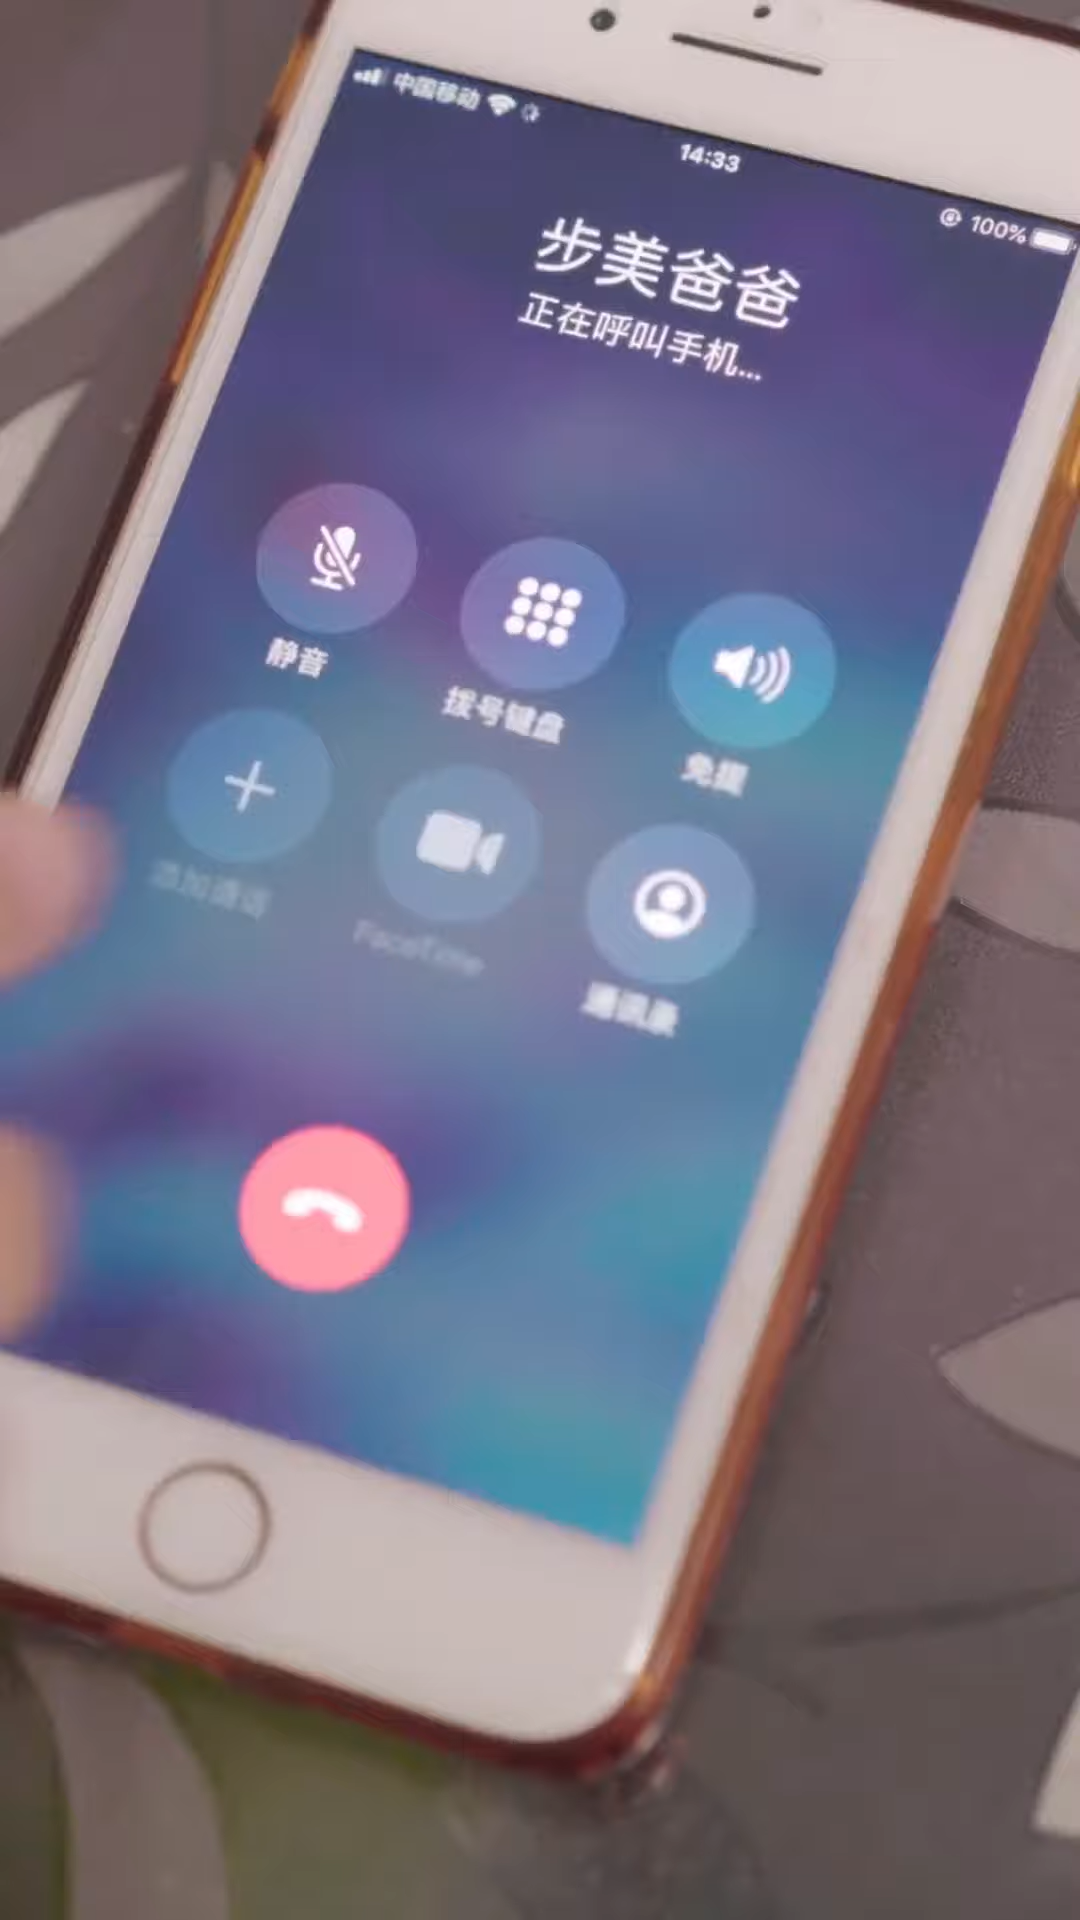 中国移动
14:33
100%
步美爸爸
正在呼叫手机...
静音
拨号键盘
免提
添加通话
FaceTime
通讯录